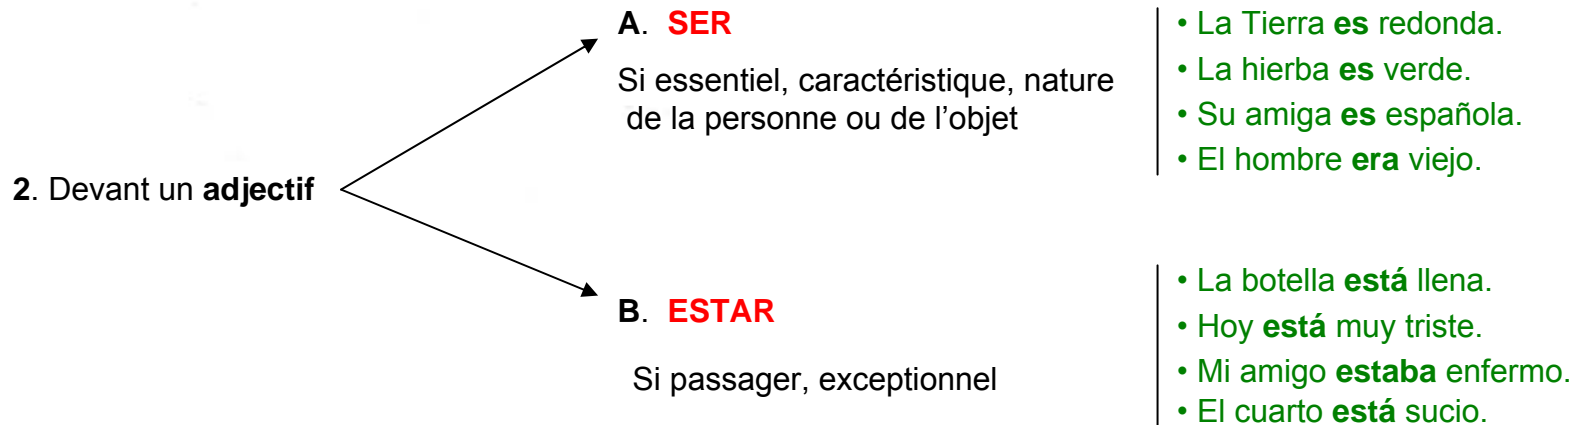 2. Devant un adjectif
A. SER
Si essentiel, caractéristique, nature
de la personne ou de l'objet
• La Tierra es redonda.
• La hierba es verde.
• Su amiga es española.
• El hombre era viejo.
B. ESTAR
Si passager, exceptionnel
• La botella está llena.
• Hoy está muy triste.
• Mi amigo estaba enfermo.
• El cuarto está sucio.